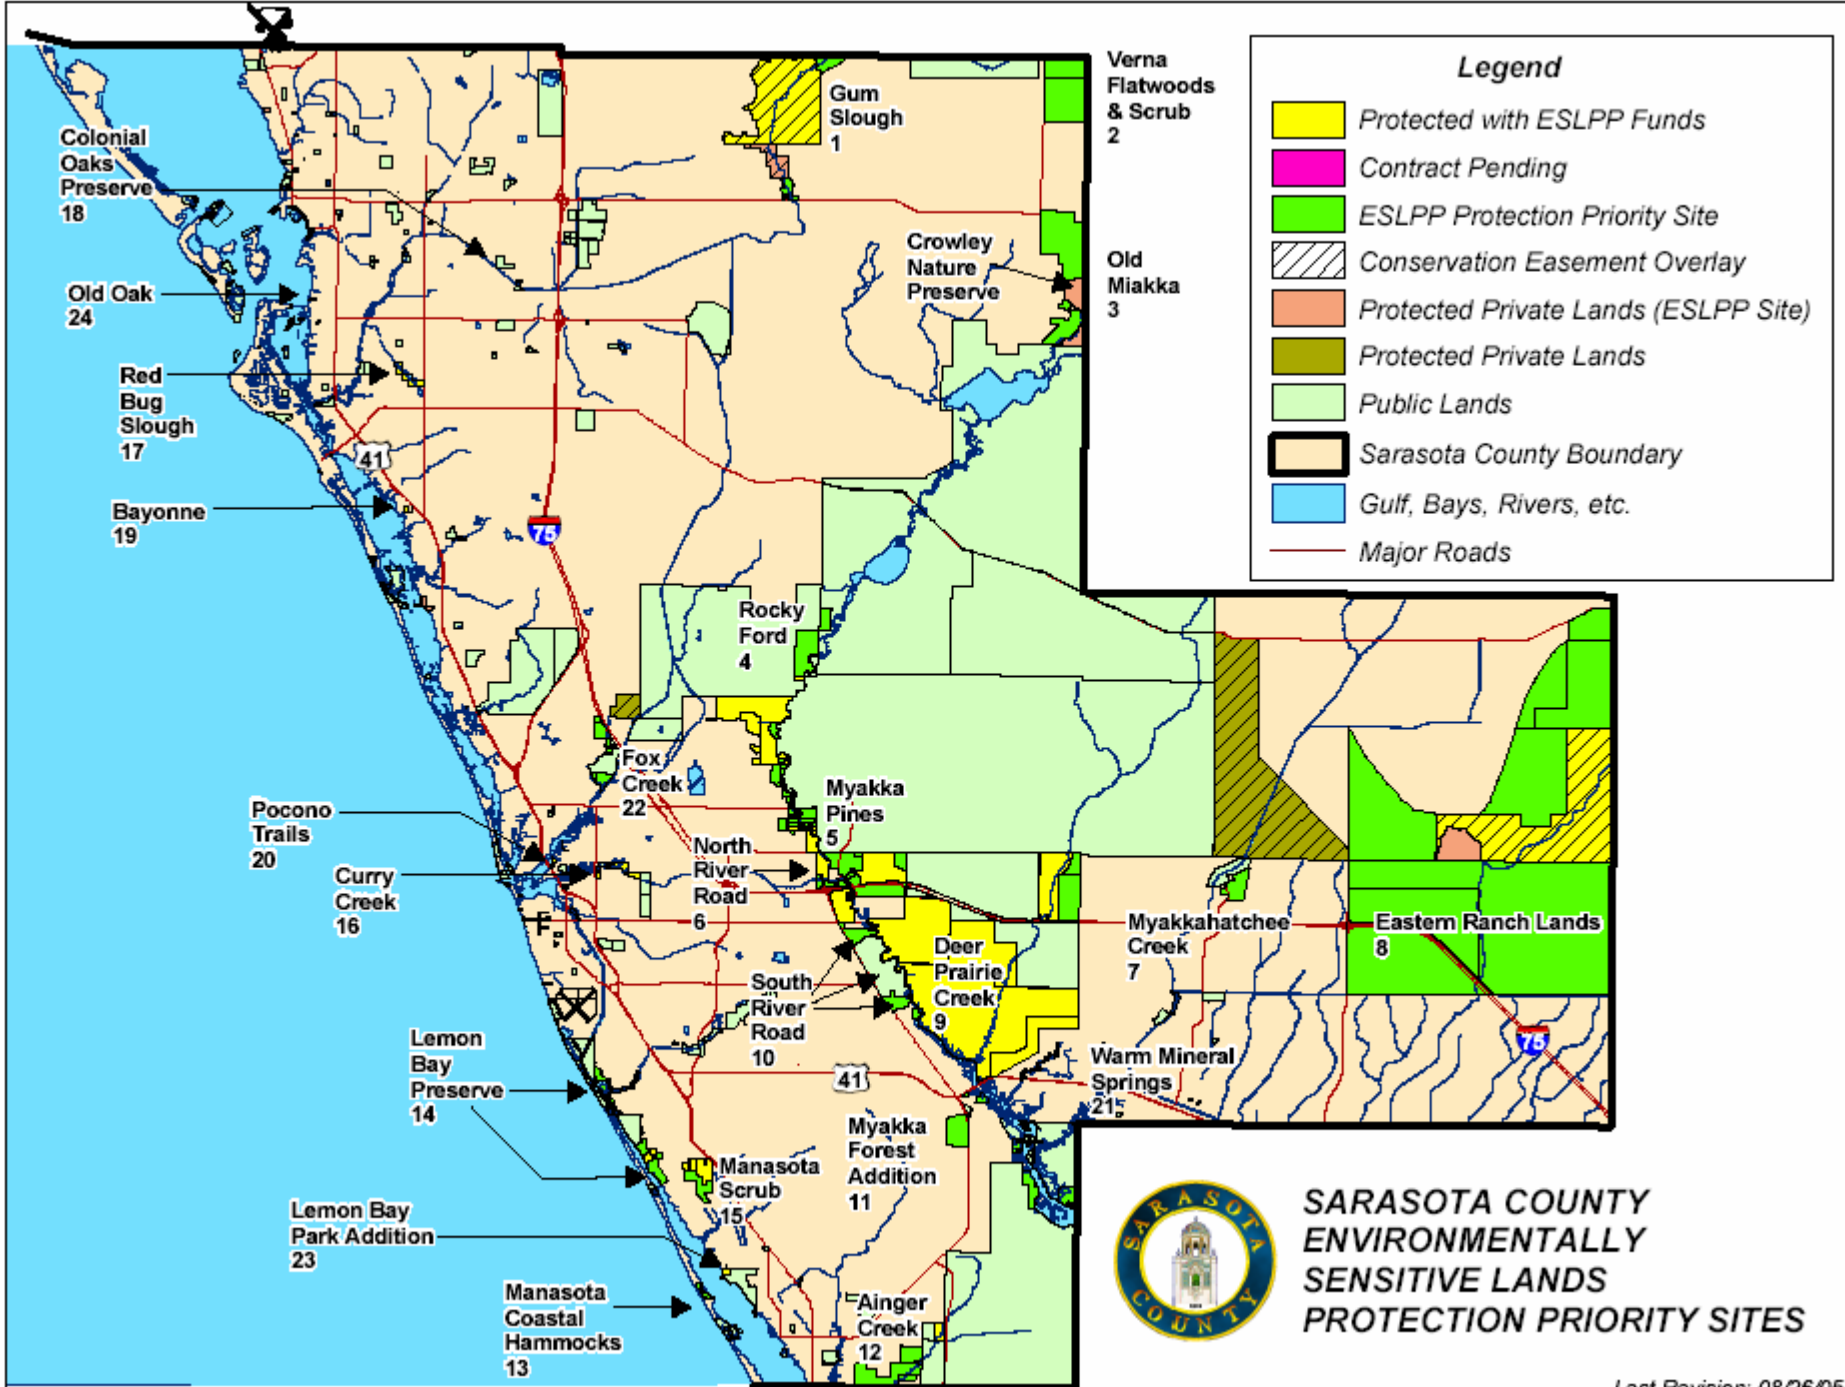 Colonial
Oaks
Preserve
18
Old Oak
24
Red
Bug
Slough
17
Bayonne
19
Gum
Slough
1
Verna
Flatwoods
& Scrub
2
Crowley
Nature
Preserve
Old
Miakka
3
Legend
Protected with ESLPP Funds
Contract Pending
ESLPP Protection Priority Site
Conservation Easement Overlay
Protected Private Lands (ESLPP Site)
Protected Private Lands
Public Lands
Sarasota County Boundary
Gulf, Bays, Rivers, etc.
Major Roads
41
75
Rocky
Ford
4
Fox
Creek
22
Myakka
Pines
5
Pocono
Trails
20
Curry
Creek
16
North
River
Road
6
F
Deer
Prairie
Creek
9
Myakkahatchee
Creek
7
Eastern Ranch Lands
8
South
River
Road
10
75
Lemon
Bay
Preserve
14
41
Warm Mineral
Springs
21
Myakka
Forest
Addition
11
Manasota
Scrub
15
Lemon Bay
Park Addition
23
Manasota
Coastal
Hammocks
13
Ainger
Creek
12
SARASOTA
COUNTY
SARASOTA COUNTY
ENVIRONMENTALLY
SENSITIVE LANDS
PROTECTION PRIORITY SITES
Last Revision: 08/26/05